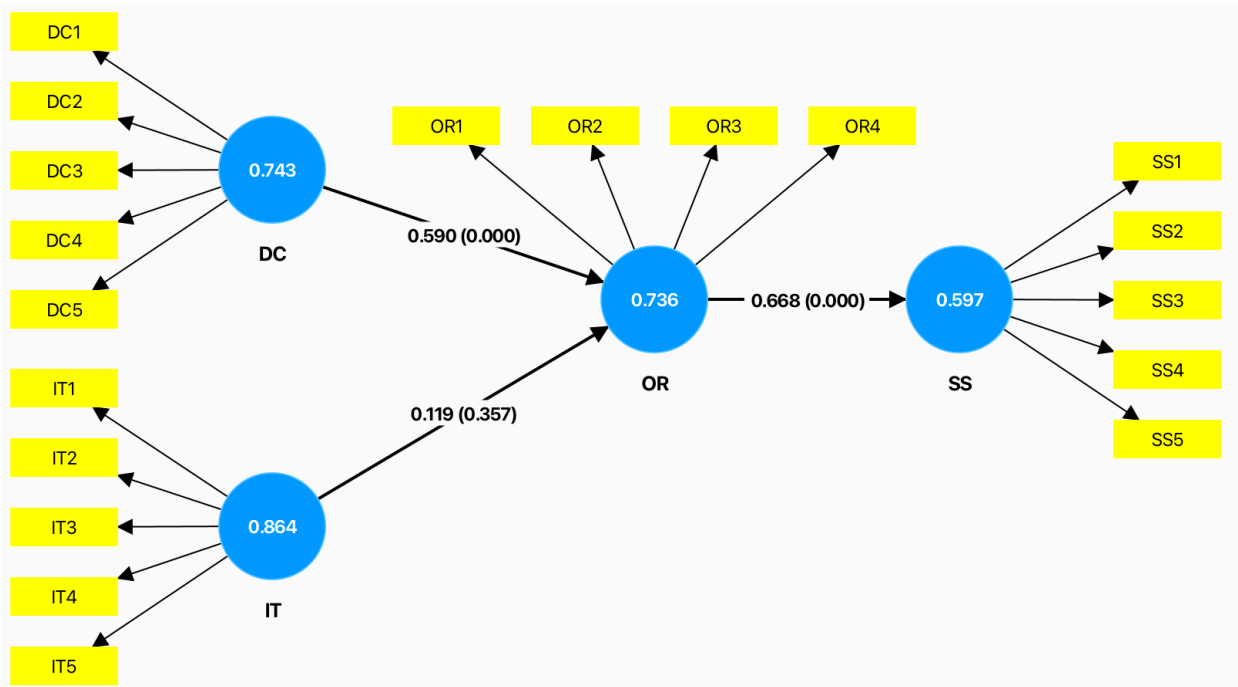 DC1
DC2
DC3
DC4
DC5
0.743
DC
IT1
IT2
IT3
IT4
IT5
0.864
IT
0.590 (0.000)
0.119 (0.357)
OR1
OR2
OR3
OR4
0.736
OR
0.668 (0.000)
0.597
SS
SS1
SS2
SS3
SS4
SS5